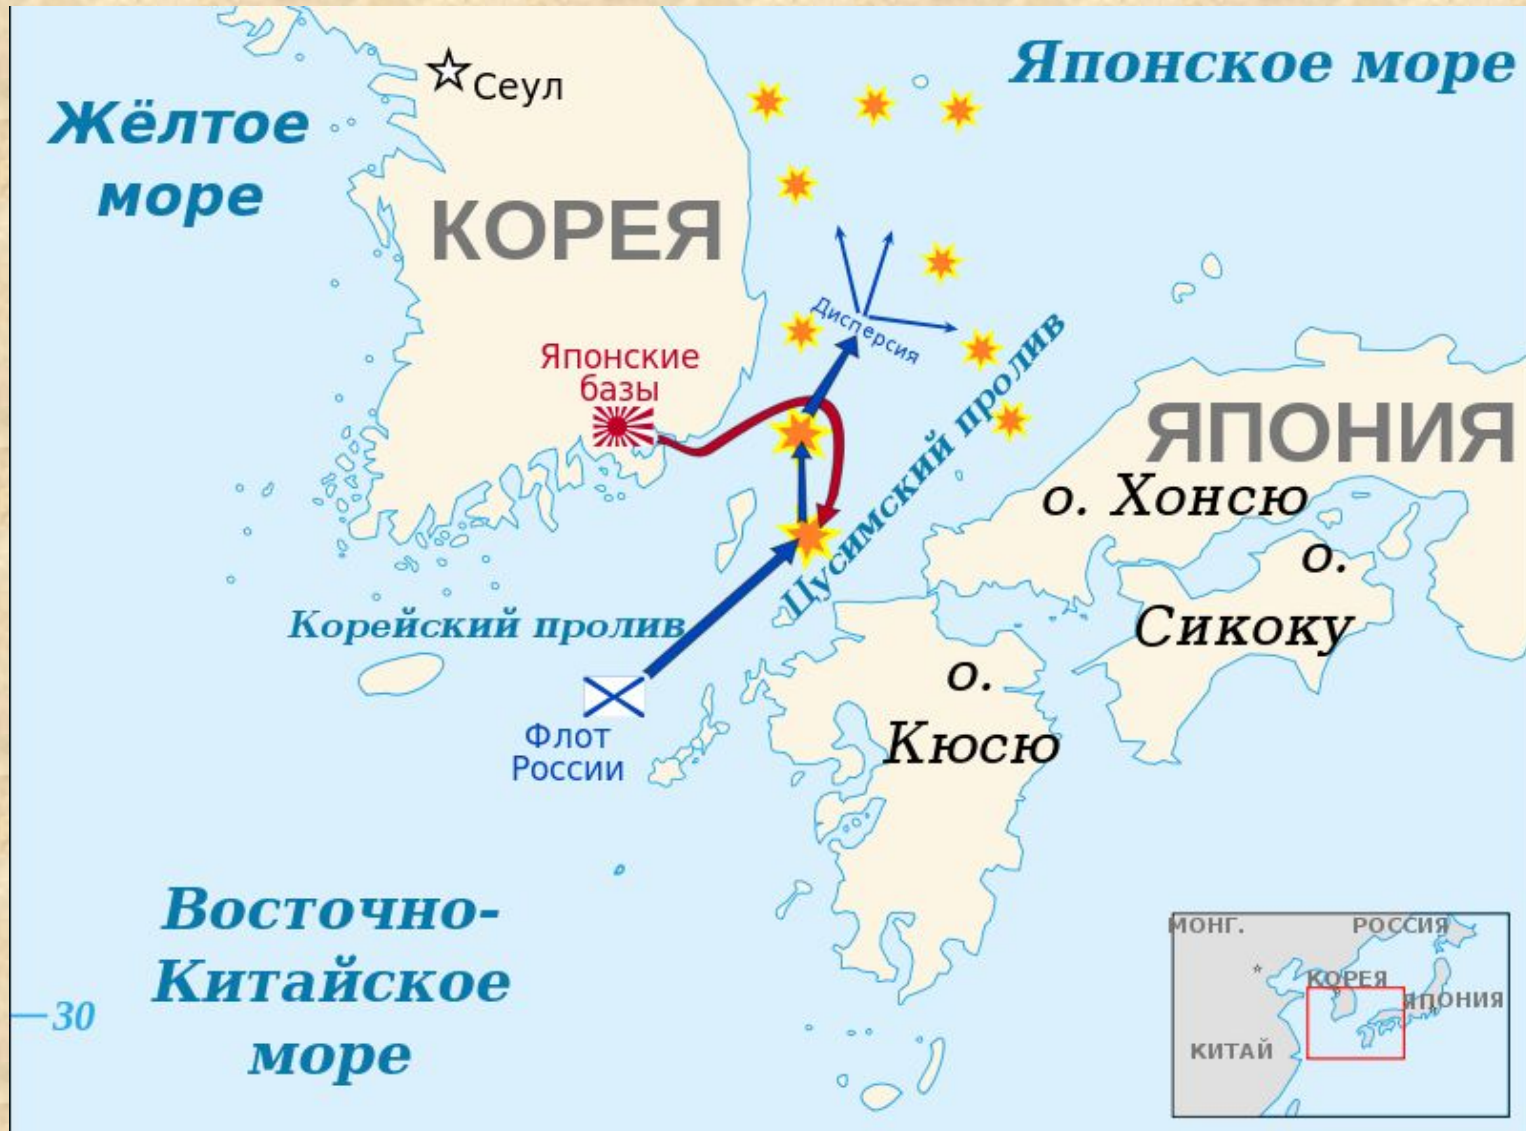 Японское море
Сеул
Жёлтое
море
КОРЕЯ
Дисперсия
Японские
базы
Цусимский пролив
ЯПОНИЯ
о. Хонсю
о.
Сикоку
Корейский пролив
о.
Кюсю
Флот
России
Восточно-
Китайское
море
30
МОНГ.
РОССИЯ
КОРЕЯ
ЯПОНИЯ
КИТАЙ